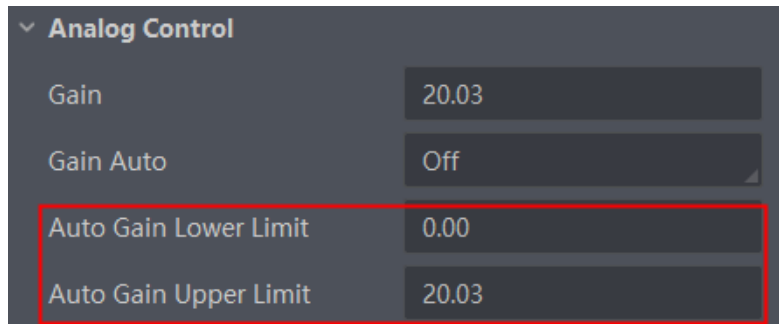 Analog Control
Gain 20.03
Gain Auto Off
Auto Gain Lower Limit 0.00
Auto Gain Upper Limit 20.03